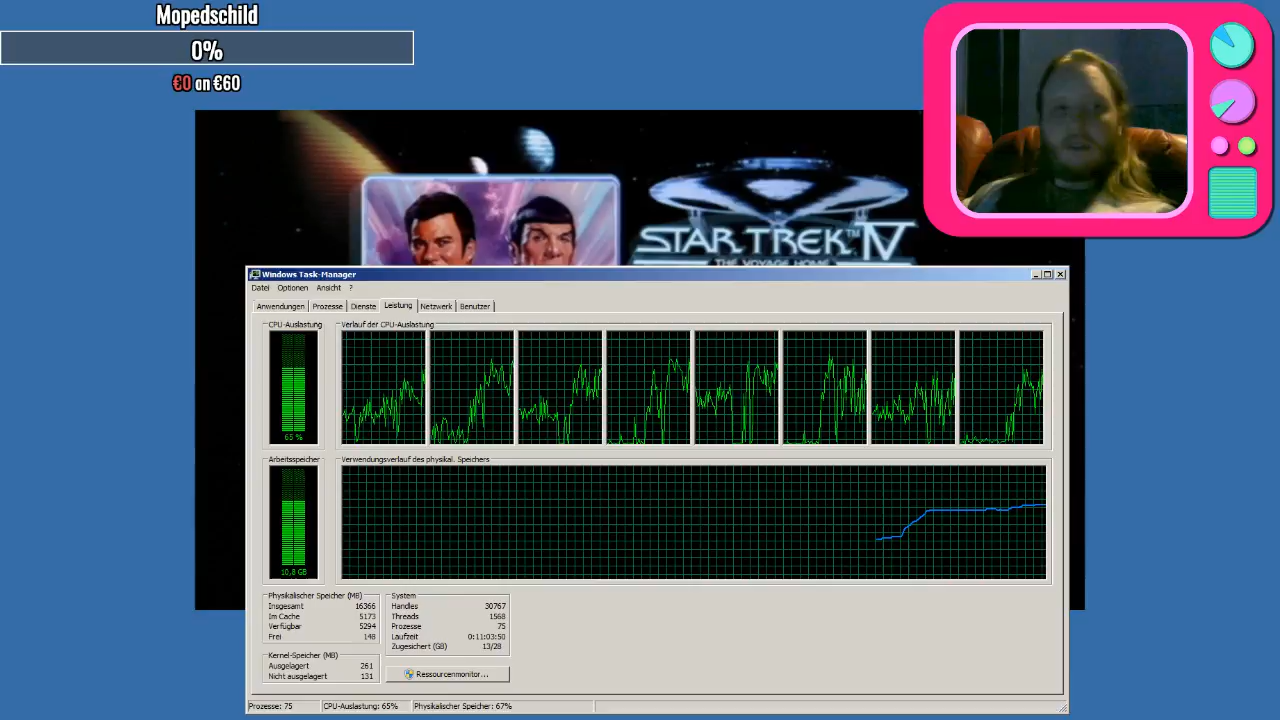 Mopedschild
0%
€0 an €60
STAR TREK™ IV
THE VOYAGE HOME
Windows Task-Manager
Datei Optionen Ansicht ?
Anwendungen Prozesse Dienste Leistung Netzwerk Benutzer
CPU-Auslastung
Verlauf der CPU-Auslastung
65 %
Arbeitsspeicher
Verwendungsverlauf des physikal. Speichers
10,8 GB
Physikalischer Speicher (MB)
Insgesamt 16366
Im Cache 5173
Verfügbar 5294
Frei 148
Kernel-Speicher (MB)
Ausgelagert 261
Nicht ausgelagert 131
System
Handles 30767
Threads 1568
Prozesse 75
Laufzeit 0:11:03:50
Zugesichert (GB) 13/28
Ressourcenmonitor...
Prozesse: 75 CPU-Auslastung: 65% Physikalischer Speicher: 67%